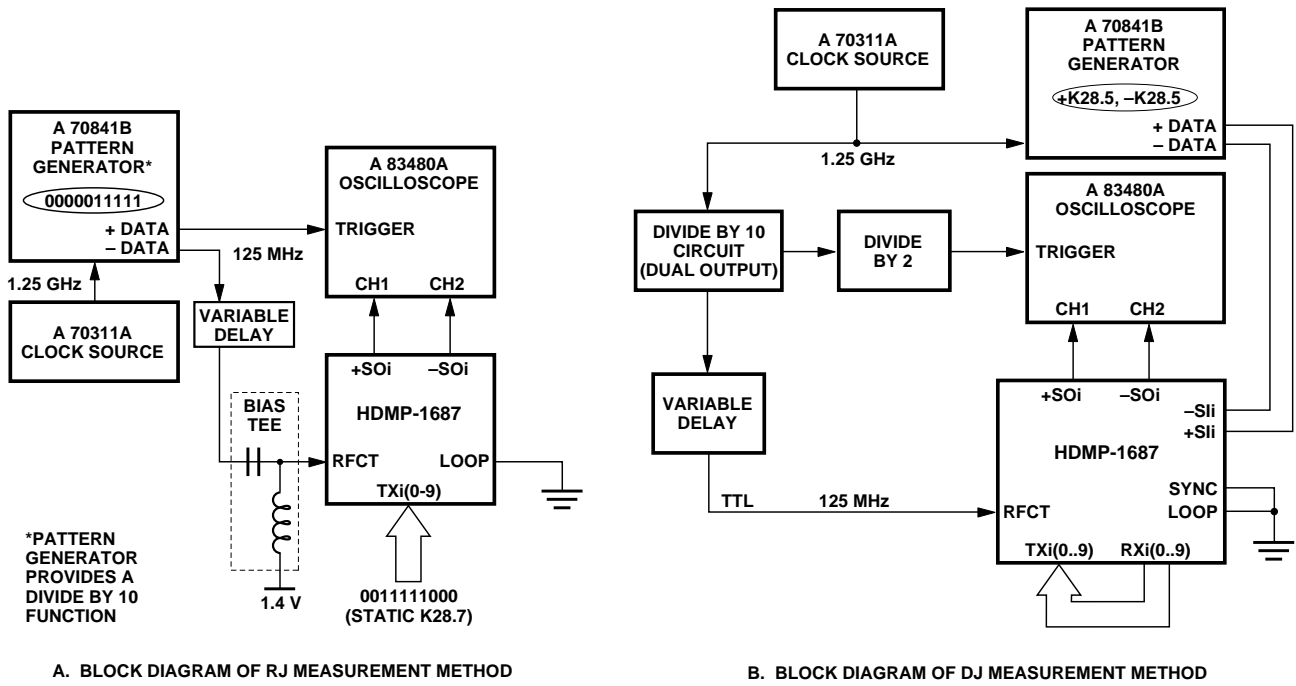 A 70841B
PATTERN
GENERATOR*
0000011111
+ DATA
– DATA
1.25 GHz
A 70311A
CLOCK SOURCE
125 MHz
VARIABLE
DELAY
A 83480A
OSCILLOSCOPE
TRIGGER
CH1 CH2
+SOi –SOi
HDMP-1687
RFCT LOOP
TXi(0-9)
BIAS
TEE
1.4 V
0011111000
(STATIC K28.7)
*PATTERN
GENERATOR
PROVIDES A
DIVIDE BY 10
FUNCTION
A. BLOCK DIAGRAM OF RJ MEASUREMENT METHOD
A 70311A
CLOCK SOURCE
1.25 GHz
A 70841B
PATTERN
GENERATOR
+K28.5, –K28.5
+ DATA
– DATA
DIVIDE BY 10
CIRCUIT
(DUAL OUTPUT)
DIVIDE
BY 2
A 83480A
OSCILLOSCOPE
TRIGGER
CH1 CH2
VARIABLE
DELAY
+SOi –SOi
–SIi
+SIi
HDMP-1687
SYNC
LOOP
TTL 125 MHz
RFCT
TXi(0..9) RXi(0..9)
B. BLOCK DIAGRAM OF DJ MEASUREMENT METHOD